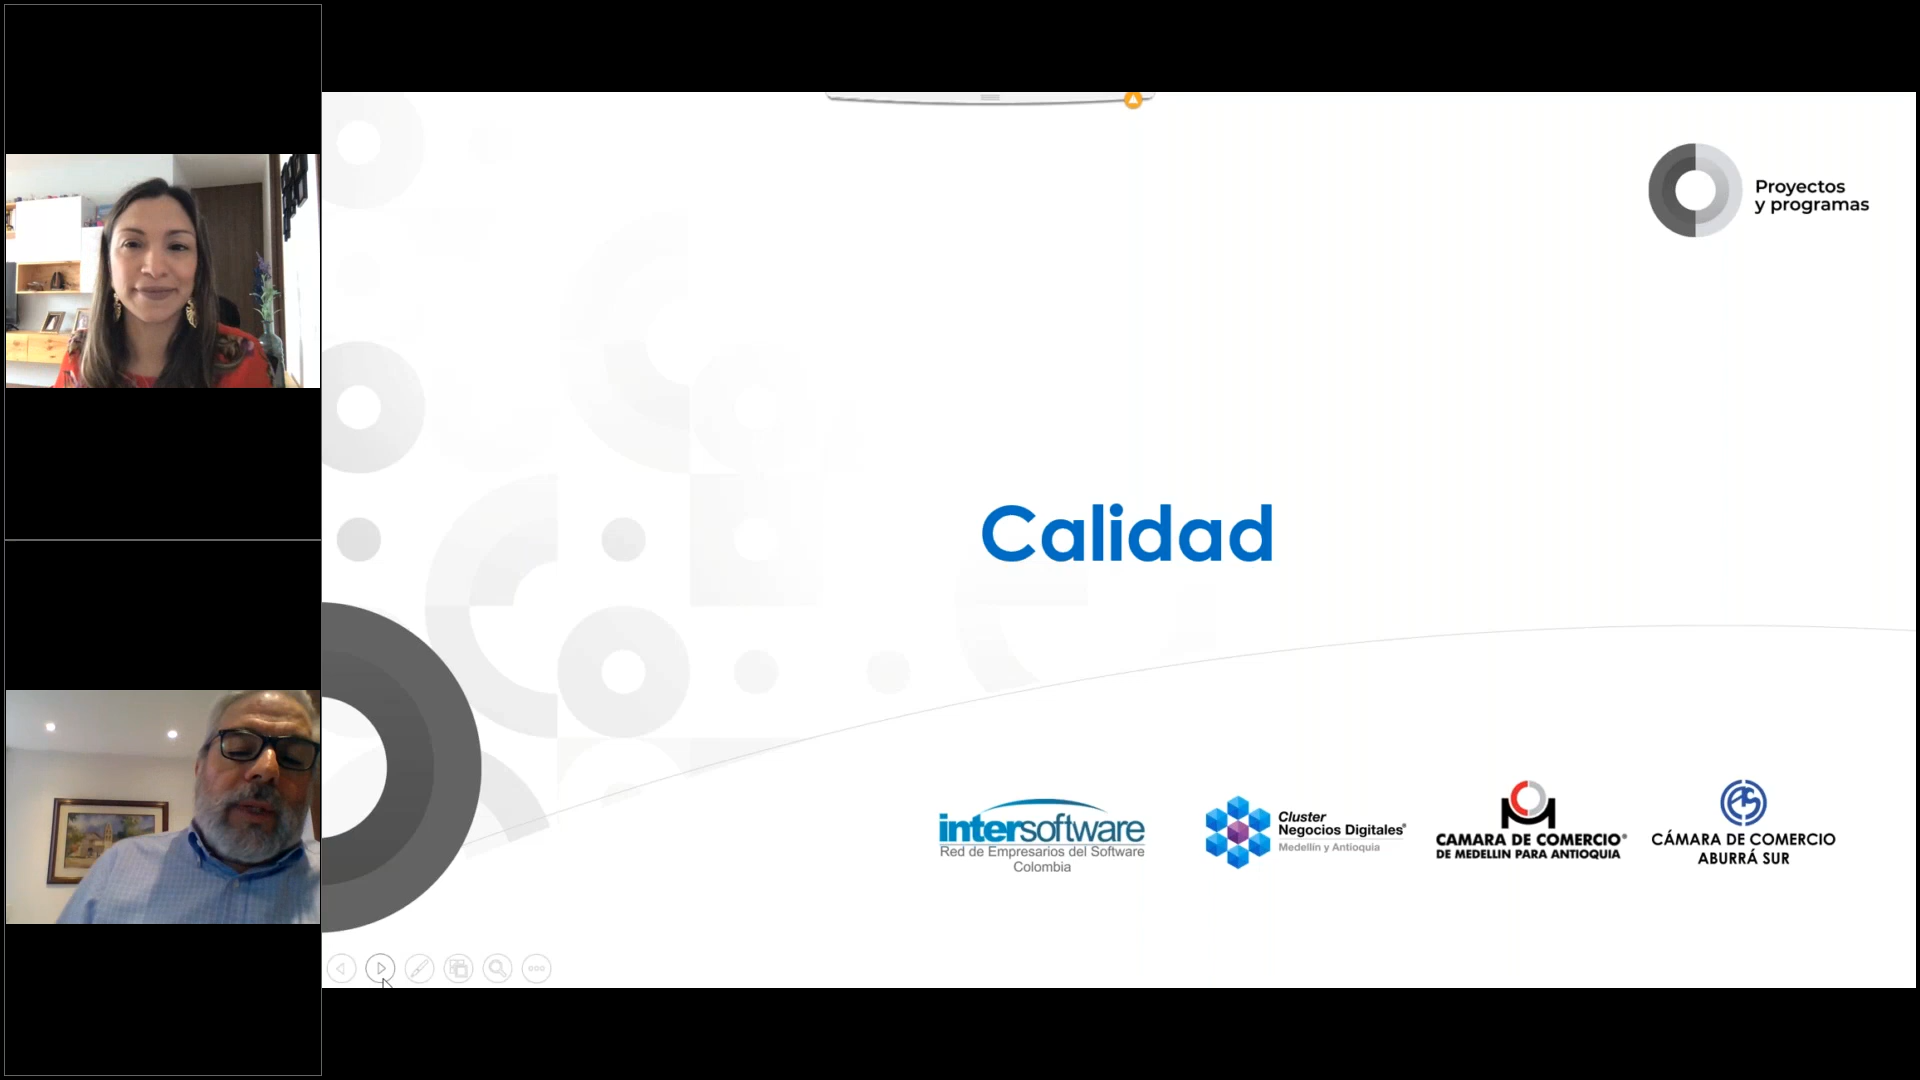 Proyectos
y programas
Calidad
intersoftware
Red de Empresarios del Software
Colombia
Cluster
Negocios Digitales®
Medellín y Antioquia
CAMARA DE COMERCIO®
DE MEDELLIN PARA ANTIOQUIA
CÁMARA DE COMERCIO
ABURRÁ SUR